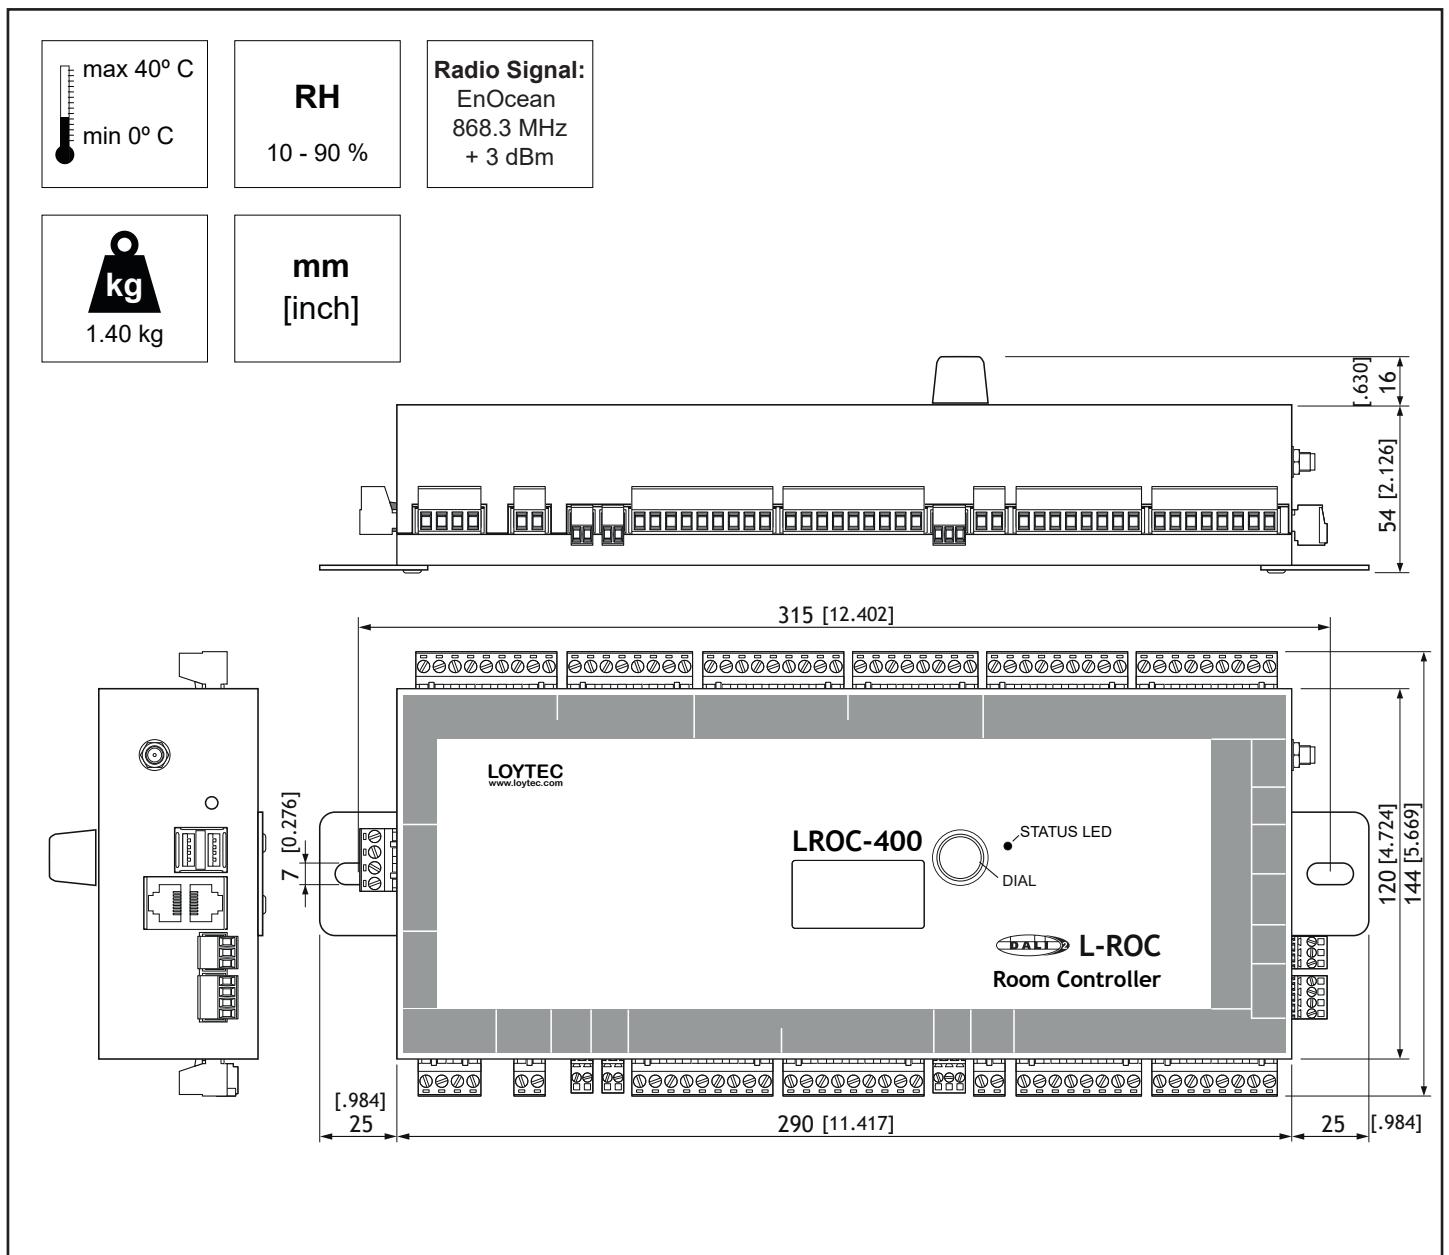 max 40º C
min 0º C
RH
10 - 90 %
Radio Signal:
EnOcean
868.3 MHz
+ 3 dBm
kg
1.40 kg
mm
[inch]
[.630]
16
54 [2.126]
315 [12.402]
7 [0.276]
LOYTEC
www.loytec.com
LROC-400
STATUS LED
DIAL
DALI 2
L-ROC
Room Controller
120 [4.724]
144 [5.669]
[.984]
25
290 [11.417]
25 [.984]